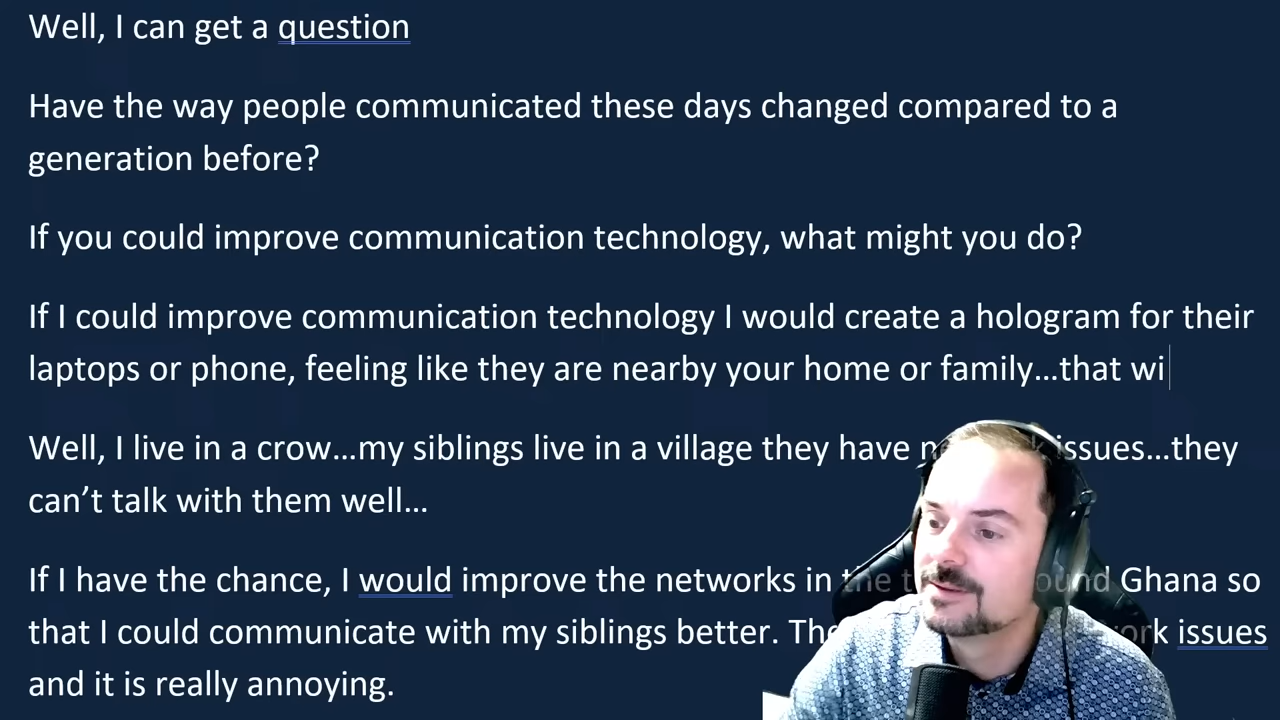 Well, I can get a question
Have the way people communicated these days changed compared to a
generation before?
If you could improve communication technology, what might you do?
If I could improve communication technology I would create a hologram for their
laptops or phone, feeling like they are nearby your home or family…that wi
Well, I live in a crow…my siblings live in a village they have issues…they
can’t talk with them well…
If I have the chance, I would improve the networks in the Ghana so
that I could communicate with my siblings better. issues
and it is really annoying.